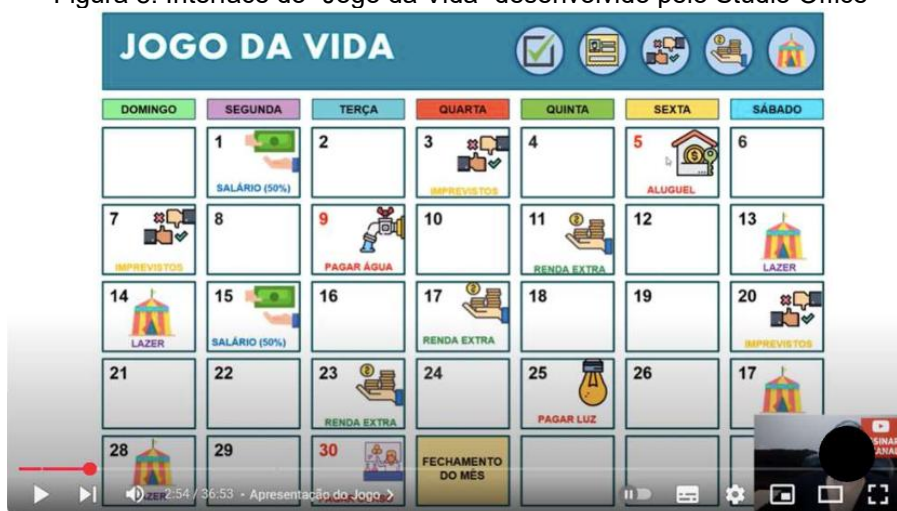 Figura 3. Interface do "Jogo da Vida" desenvolvido pelo Studio Office
JOGO DA VIDA
DOMINGO SEGUNDA TERÇA QUARTA QUINTA SEXTA SÁBADO
1 2 3 4 5 6
SALÁRIO (50%) IMPREVISTOS ALUGUEL
7 8 9 10 11 12 13
IMPREVISTOS PAGAR ÁGUA RENDA EXTRA LAZER
14 15 16 17 18 19 20
LAZER SALÁRIO (50%) RENDA EXTRA IMPREVISTOS
21 22 23 24 25 26 17
RENDA EXTRA PAGAR LUZ
28 29 30 FECHAMENTO
DO MÊS
2:54 / 36:53 • Apresentação do Jogo